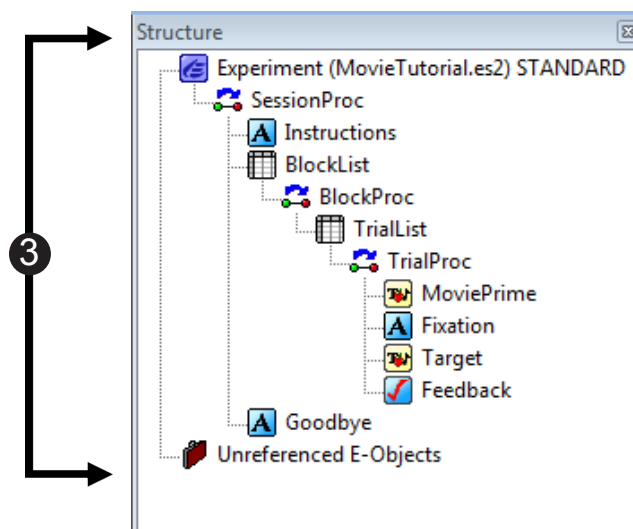 Structure
Experiment (MovieTutorial.es2) STANDARD
SessionProc
A Instructions
BlockList
BlockProc
TrialList
3
TrialProc
MoviePrime
A Fixation
Target
Feedback
A Goodbye
Unreferenced E-Objects